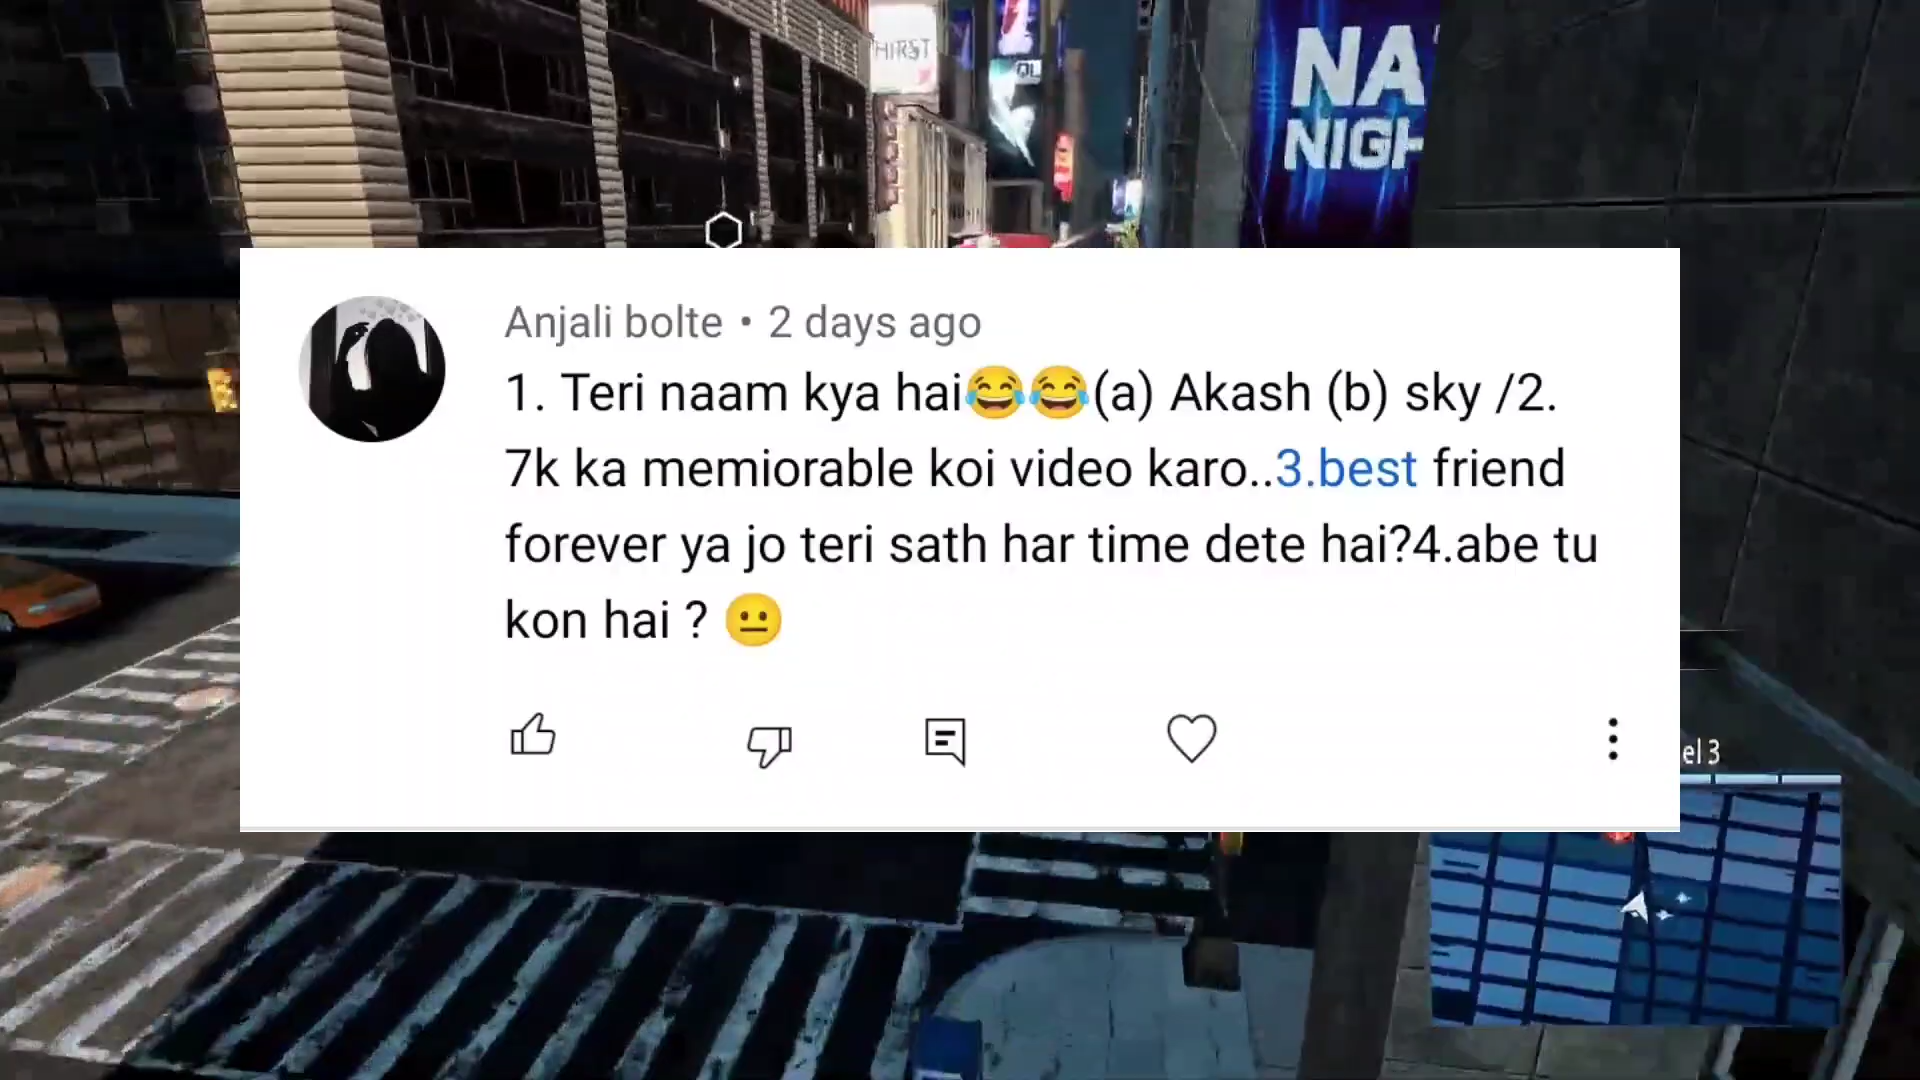 HIRST
NA
NIGH
Anjali bolte • 2 days ago
1. Teri naam kya hai😂😂(a) Akash (b) sky /2.
7k ka memiorable koi video karo..3.best friend
forever ya jo teri sath har time dete hai?4.abe tu
kon hai ? 😐
el 3